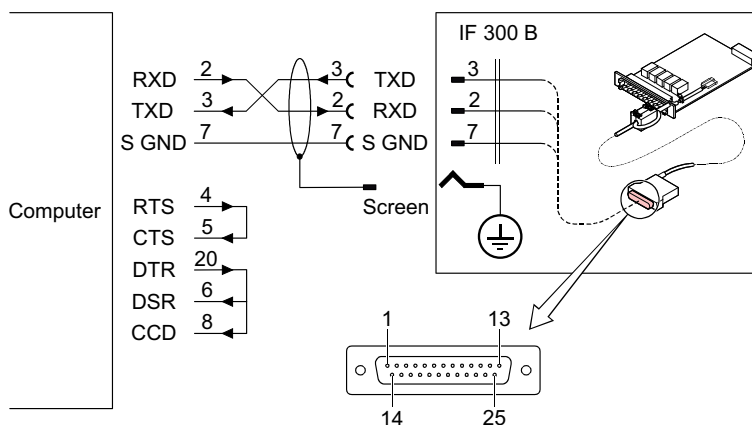 IF 300 B
RXD 2 3 TXD 3
TXD 3 2 RXD 2
S GND 7 7 S GND 7
Screen
Computer
RTS 4
CTS 5
DTR 20
DSR 6
CCD 8
1 13
14 25